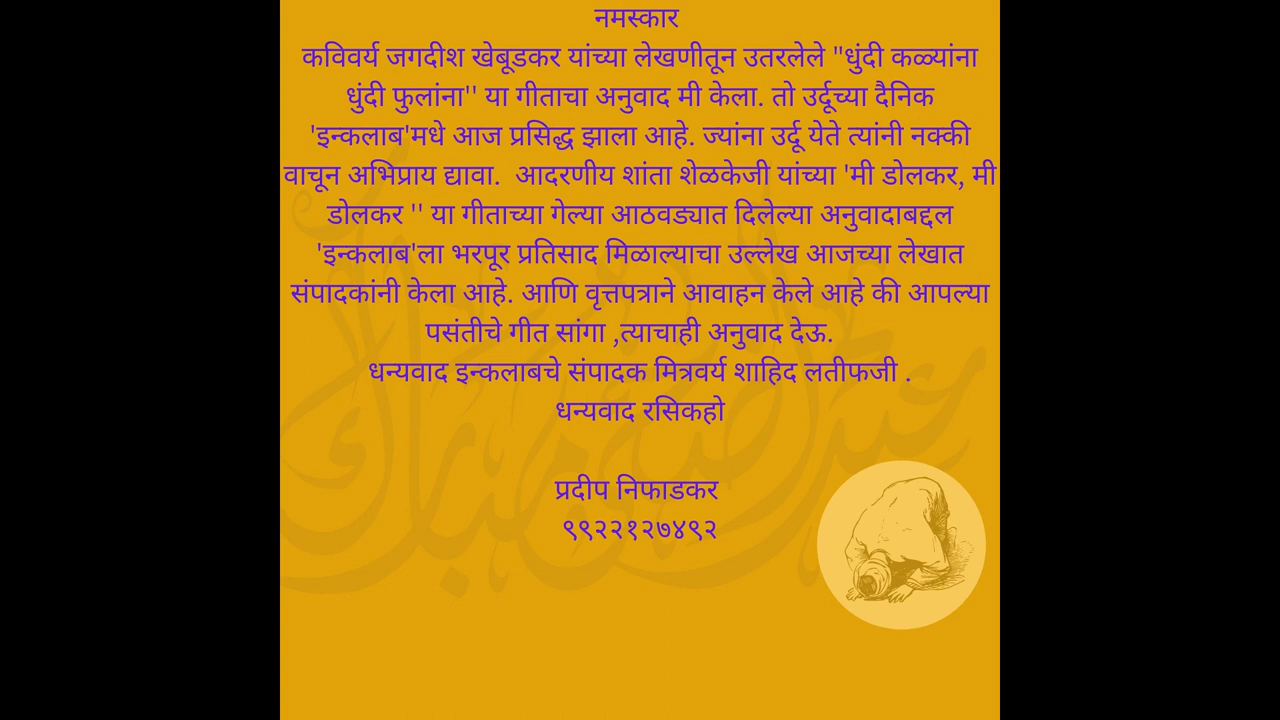 नमस्कार
कविवर्य जगदीश खेबूडकर यांच्या लेखणीतून उतरलेले "धुंदी कळ्यांना
धुंदी फुलांना'' या गीताचा अनुवाद मी केला. तो उर्दूच्या दैनिक
'इन्कलाब'मधे आज प्रसिद्ध झाला आहे. ज्यांना उर्दू येते त्यांनी नक्की
वाचून अभिप्राय द्यावा.  आदरणीय शांता शेळकेजी यांच्या 'मी डोलकर, मी
डोलकर '' या गीताच्या गेल्या आठवड्यात दिलेल्या अनुवादाबद्दल
'इन्कलाब'ला भरपूर प्रतिसाद मिळाल्याचा उल्लेख आजच्या लेखात
संपादकांनी केला आहे. आणि वृत्तपत्राने आवाहन केले आहे की आपल्या
पसंतीचे गीत सांगा ,त्याचाही अनुवाद देऊ.
धन्यवाद इन्कलाबचे संपादक मित्रवर्य शाहिद लतीफजी .
धन्यवाद रसिकहो
प्रदीप निफाडकर
९९२२१२७४९२